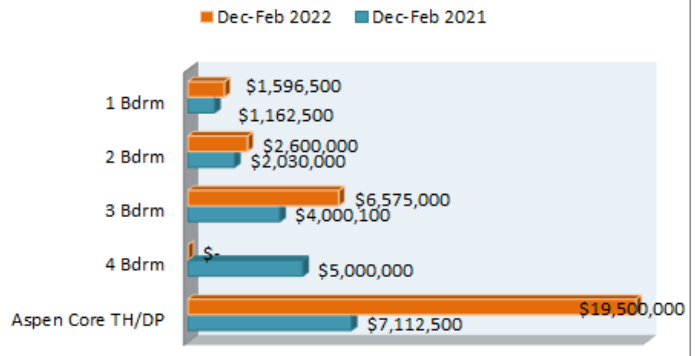 Dec-Feb 2022 Dec-Feb 2021
1 Bdrm $1,596,500
$1,162,500
2 Bdrm $2,600,000
$2,030,000
3 Bdrm $6,575,000
$4,000,100
4 Bdrm $-
$5,000,000
Aspen Core TH/DP $19,500,000
$7,112,500